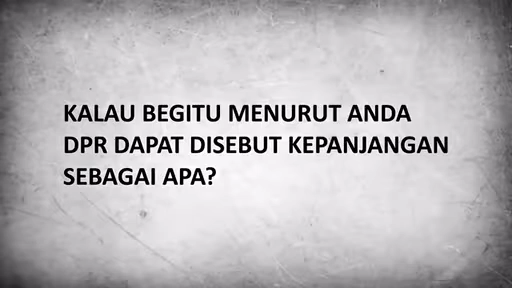 KALAU BEGITU MENURUT ANDA
DPR DAPAT DISEBUT KEPANJANGAN
SEBAGAI APA?